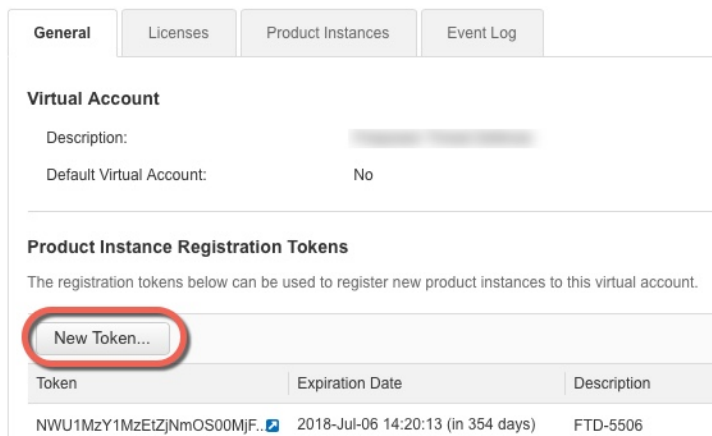 General Licenses Product Instances Event Log
Virtual Account
Description:
Default Virtual Account: No
Product Instance Registration Tokens
The registration tokens below can be used to register new product instances to this virtual account.
New Token...
Token Expiration Date Description
NWU1MzY1MzEtZjNmOS00MjF... 2018-Jul-06 14:20:13 (in 354 days) FTD-5506